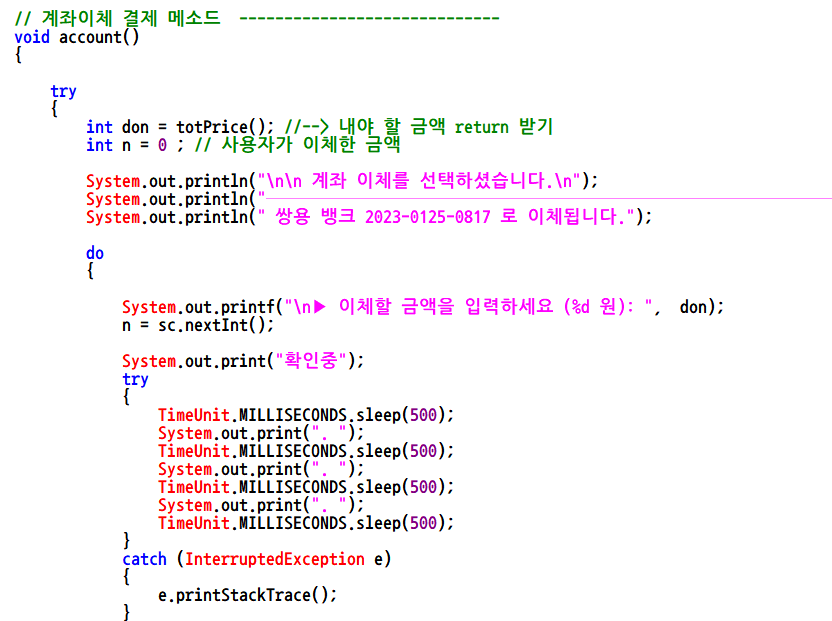 // 계좌이체 결제 메소드  -----------------------------
void account()
{
try
{
int don = totPrice(); //--> 내야 할 금액 return 받기
int n = 0 ; // 사용자가 이체한 금액
System.out.println("\n\n 계좌 이체를 선택하셨습니다.\n");
System.out.println("────────────────────────────────
System.out.println(" 쌍용 뱅크 2023-0125-0817 로 이체됩니다.");
do
{
System.out.printf("\n▶ 이체할 금액을 입력하세요 (%d 원): ",  don);
n = sc.nextInt();
System.out.print("확인중");
try
{
TimeUnit.MILLISECONDS.sleep(500);
System.out.print(". ");
TimeUnit.MILLISECONDS.sleep(500);
System.out.print(". ");
TimeUnit.MILLISECONDS.sleep(500);
System.out.print(". ");
TimeUnit.MILLISECONDS.sleep(500);
}
catch (InterruptedException e)
{
e.printStackTrace();
}